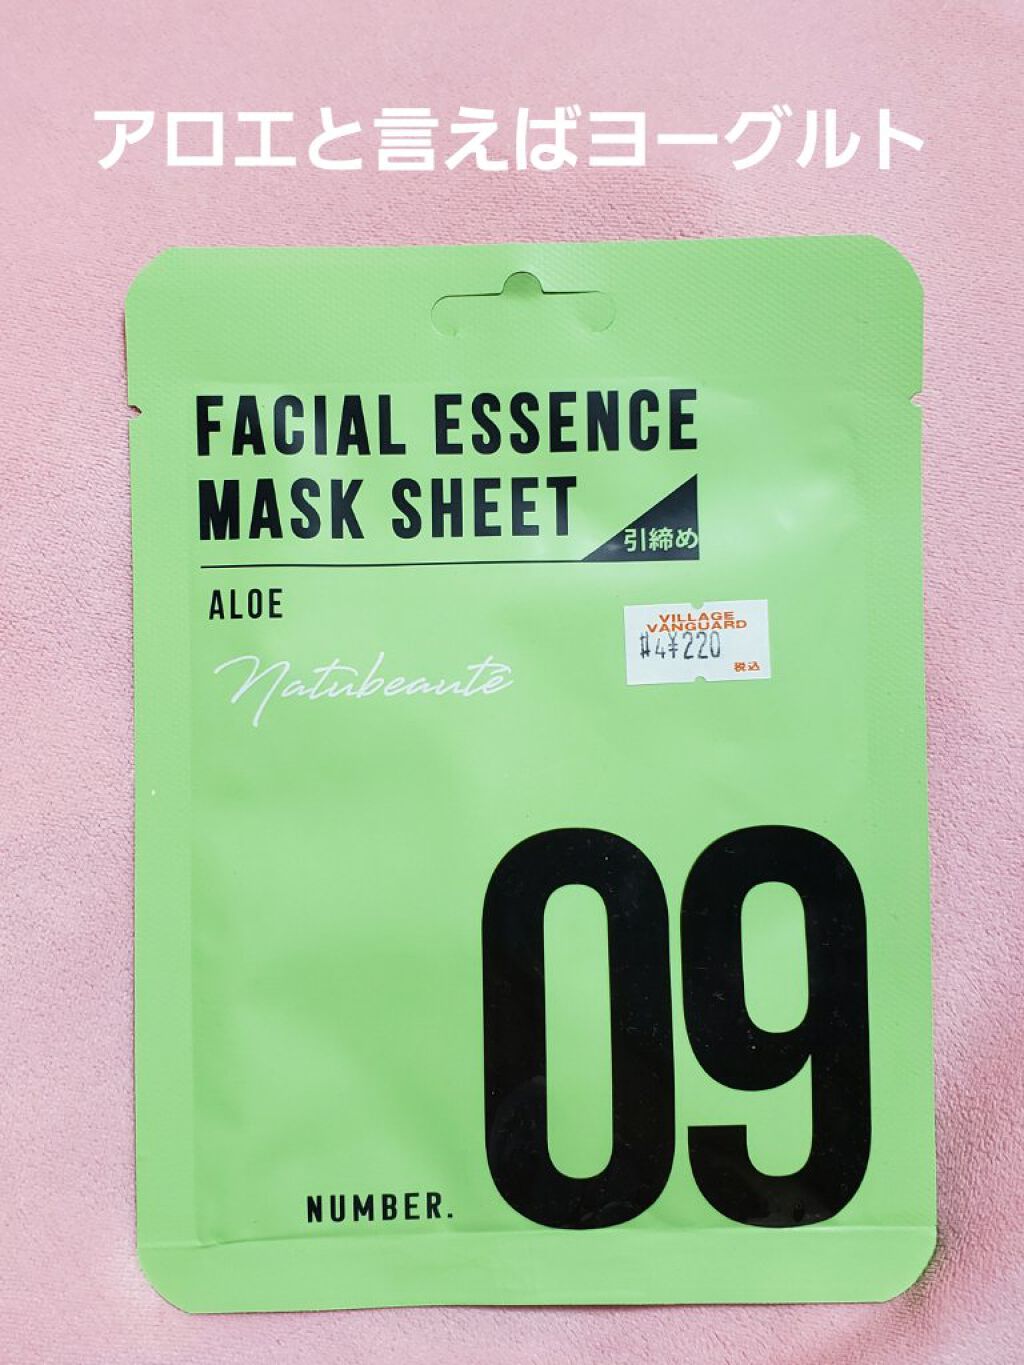 アロエと言えばヨーグルト
FACIAL ESSENCE
MASK SHEET
引締め
ALOE
Natubeauté
VILLAGE
VANGUARD
#4¥220
税込
NUMBER.
09